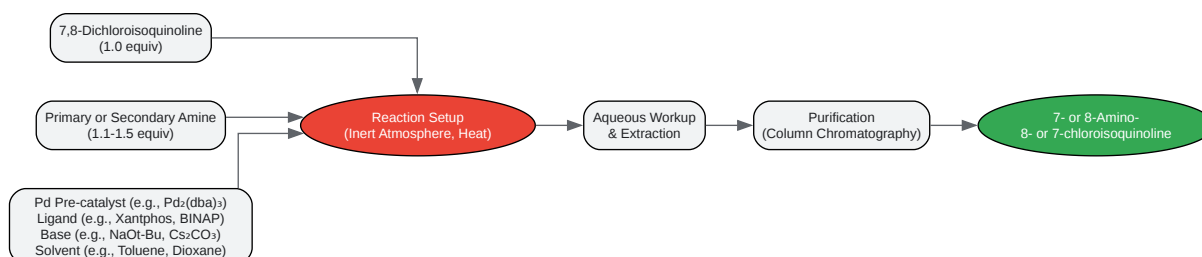 7,8-Dichloroisoquinoline
(1.0 equiv)
Primary or Secondary Amine
(1.1-1.5 equiv)
Pd Pre-catalyst (e.g., Pd₂(dba)₃)
Ligand (e.g., Xantphos, BINAP)
Base (e.g., NaOt-Bu, Cs₂CO₃)
Solvent (e.g., Toluene, Dioxane)
Reaction Setup
(Inert Atmosphere, Heat)
Aqueous Workup
& Extraction
Purification
(Column Chromatography)
7- or 8-Amino-
8- or 7-chloroisoquinoline